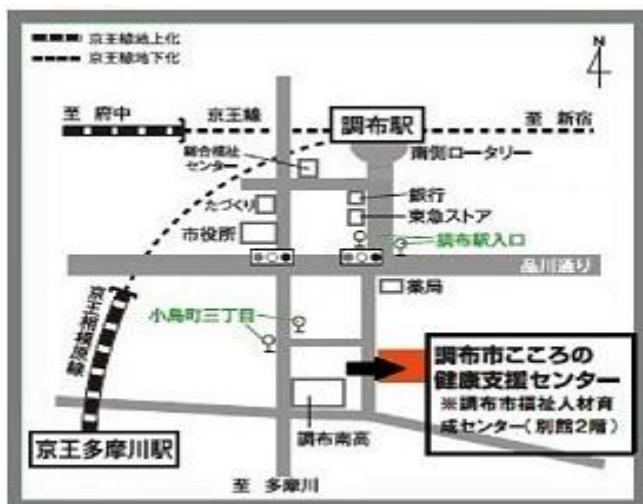 京王線地上化
京王線地下化
N
至 府中
京王線
調布駅
至 新宿
総合福祉
センター
南側ロータリー
たづくり
銀行
東急ストア
市役所
調布駅入口
品川通り
薬局
京王相模原線
小島町三丁目
調布市こころの
健康支援センター
※調布市福祉人材育
成センター(別館2階)
調布南高
京王多摩川駅
至 多摩川